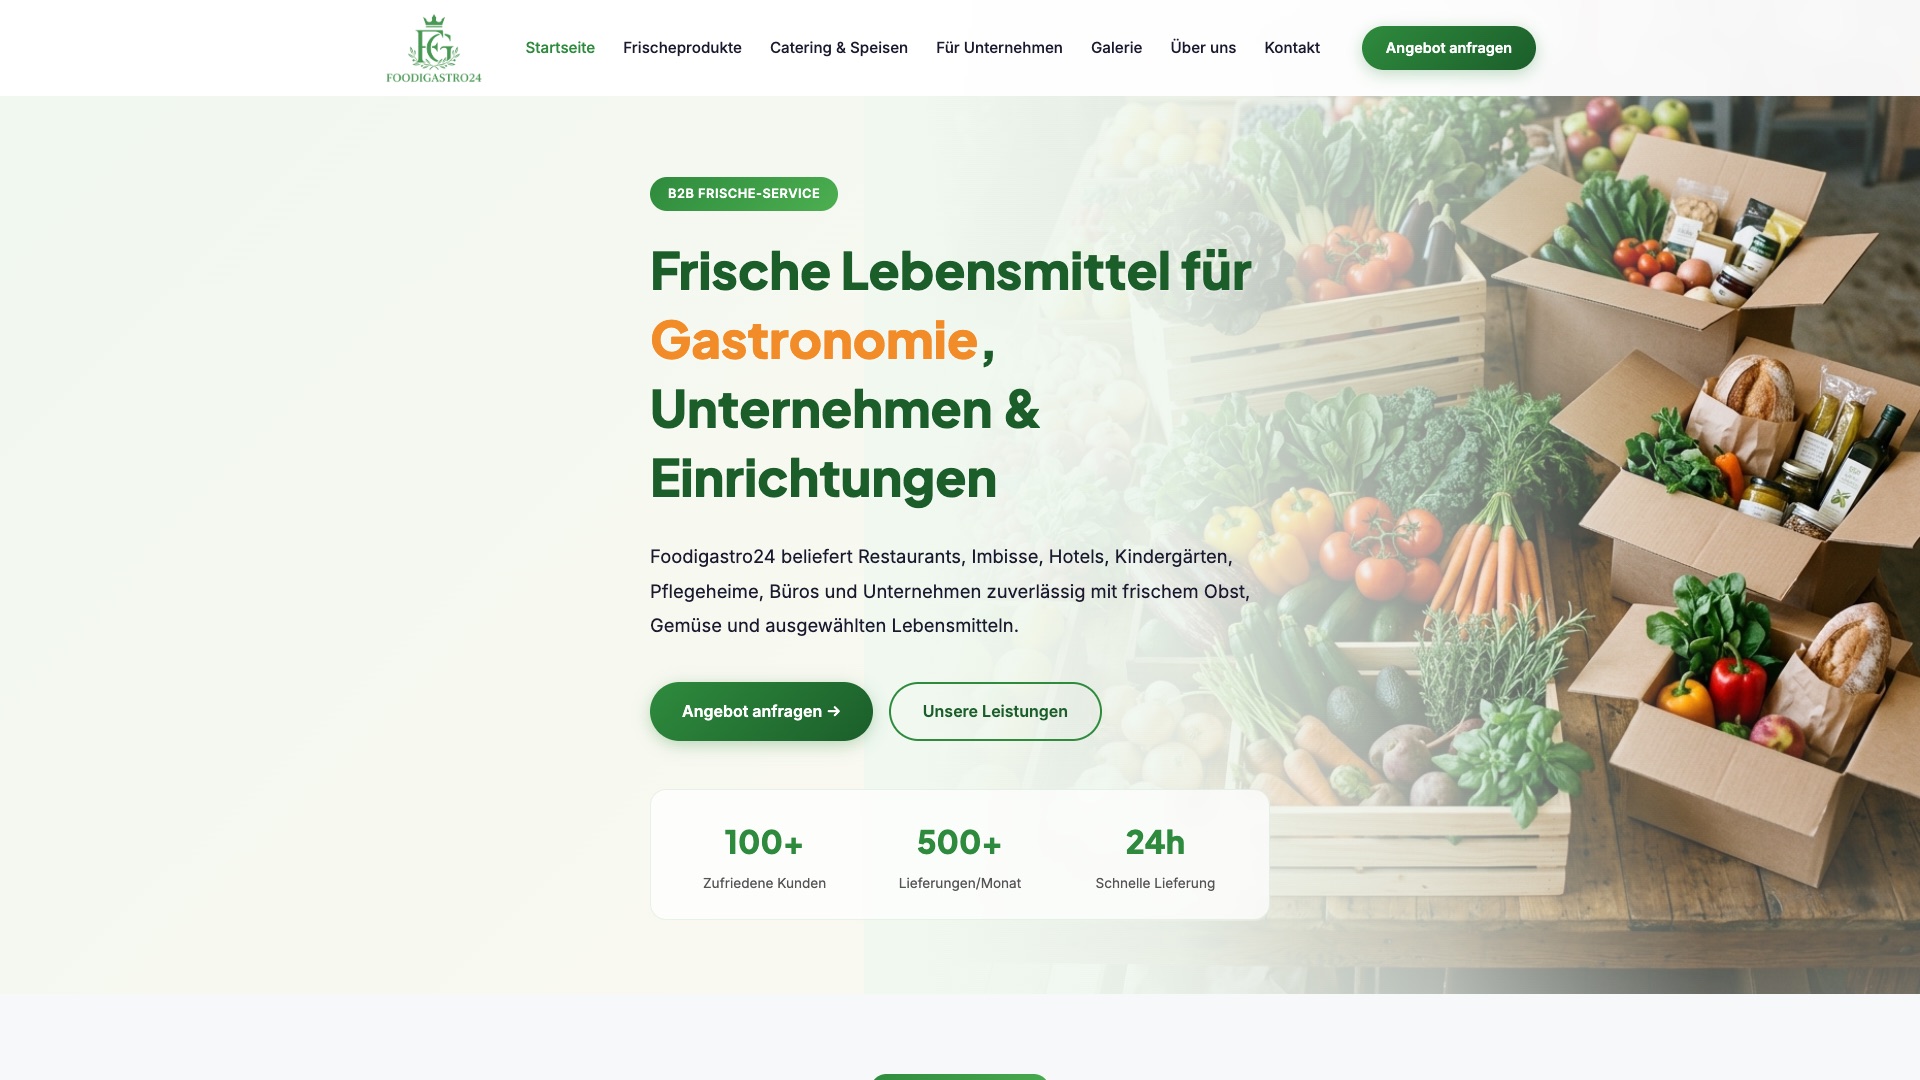 FG
FOODIGASTRO24
Startseite
Frischeprodukte
Catering & Speisen
Für Unternehmen
Galerie
Über uns
Kontakt
Angebot anfragen
B2B FRISCHE-SERVICE
Frische Lebensmittel für
Gastronomie,
Unternehmen &
Einrichtungen
Foodigastro24 beliefert Restaurants, Imbisse, Hotels, Kindergärten,
Pflegeheime, Büros und Unternehmen zuverlässig mit frischem Obst,
Gemüse und ausgewählten Lebensmitteln.
Angebot anfragen →
Unsere Leistungen
100+
Zufriedene Kunden
500+
Lieferungen/Monat
24h
Schnelle Lieferung